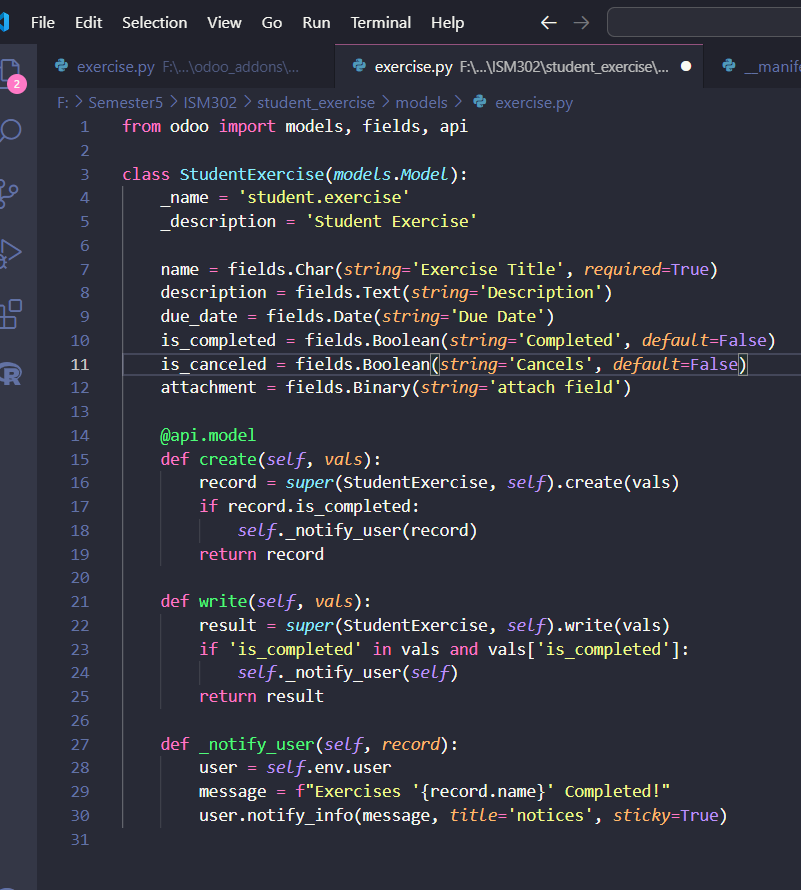 File Edit Selection View Go Run Terminal Help
exercise.py F:\...\odoo_addons\... exercise.py F:\...\ISM302\student_exercise\...
2
F: > Semester5 > ISM302 > student_exercise > models > exercise.py
1 from odoo import models, fields, api
2
3 class StudentExercise(models.Model):
4 _name = 'student.exercise'
5 _description = 'Student Exercise'
6
7 name = fields.Char(string='Exercise Title', required=True)
8 description = fields.Text(string='Description')
9 due_date = fields.Date(string='Due Date')
10 is_completed = fields.Boolean(string='Completed', default=False)
11 is_canceled = fields.Boolean(string='Cancels', default=False)
12 attachment = fields.Binary(string='attach field')
13
14 @api.model
15 def create(self, vals):
16 record = super(StudentExercise, self).create(vals)
17 if record.is_completed:
18 self._notify_user(record)
19 return record
20
21 def write(self, vals):
22 result = super(StudentExercise, self).write(vals)
23 if 'is_completed' in vals and vals['is_completed']:
24 self._notify_user(self)
25 return result
26
27 def _notify_user(self, record):
28 user = self.env.user
29 message = f"Exercises '{record.name}' Completed!"
30 user.notify_info(message, title='notices', sticky=True)
31